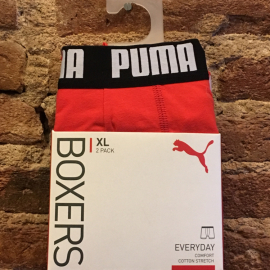 MA PUMA
XL
2 PACK
BOXERS
EVERYDAY
COMFORT
COTTON STRETCH